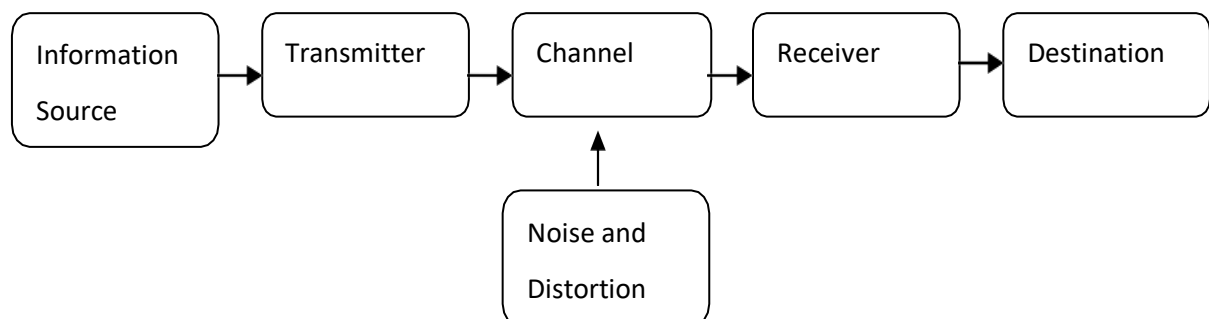 Information
Source
Transmitter
Channel
Receiver
Destination
Noise and
Distortion